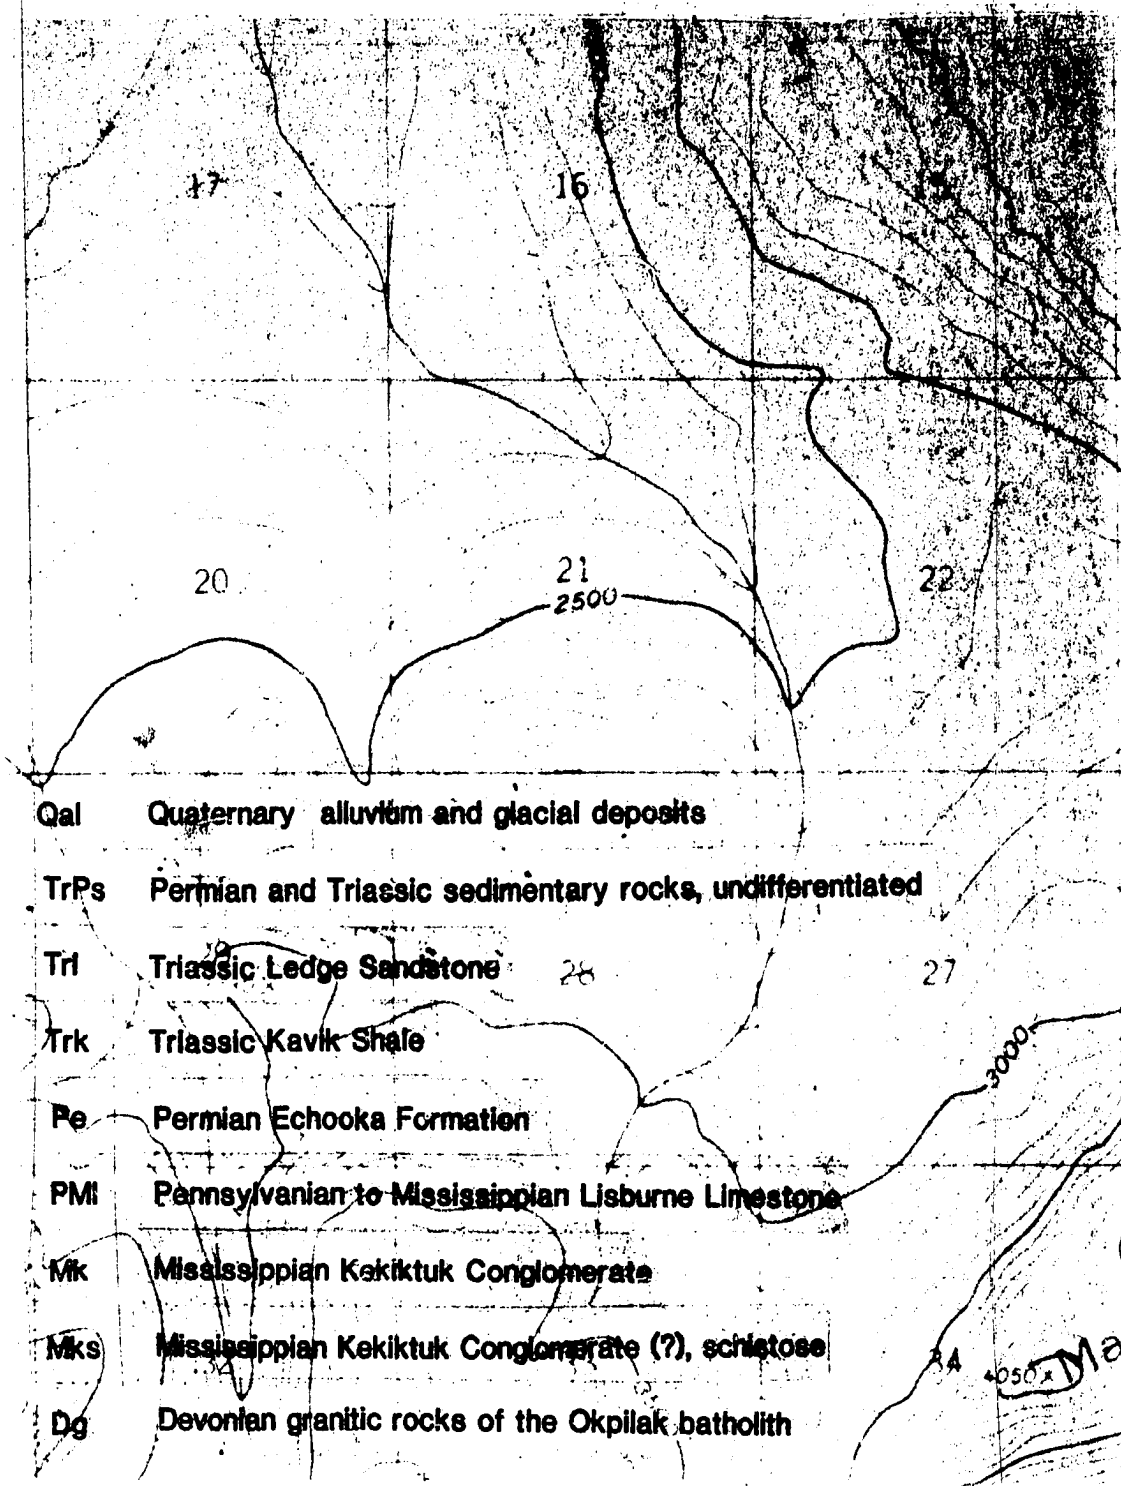 17 16 15
20 21 22
2500
Qal Quaternary alluvium and glacial deposits
TrPs Permian and Triassic sedimentary rocks, undifferentiated
Trl Triassic Ledge Sandstone 28 27
Trk Triassic Kavik Shale 3000
Pe Permian Echooka Formation
PMl Pennsylvanian to Mississippian Lisburne Limestone
Mk Mississippian Kekiktuk Conglomerate
Mks Mississippian Kekiktuk Conglomerate (?), schistose 34 4050 x Ma
Dg Devonian granitic rocks of the Okpilak batholith